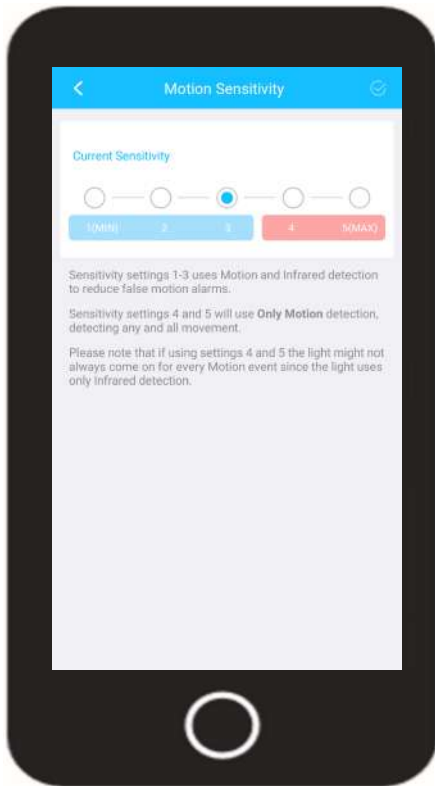 Motion Sensitivity
Current Sensitivity
1(MIN) 2 3 4 5(MAX)
Sensitivity settings 1-3 uses Motion and Infrared detection
to reduce false motion alarms.
Sensitivity settings 4 and 5 will use Only Motion detection,
detecting any and all movement.
Please note that if using settings 4 and 5 the light might not
always come on for every Motion event since the light uses
only Infrared detection.